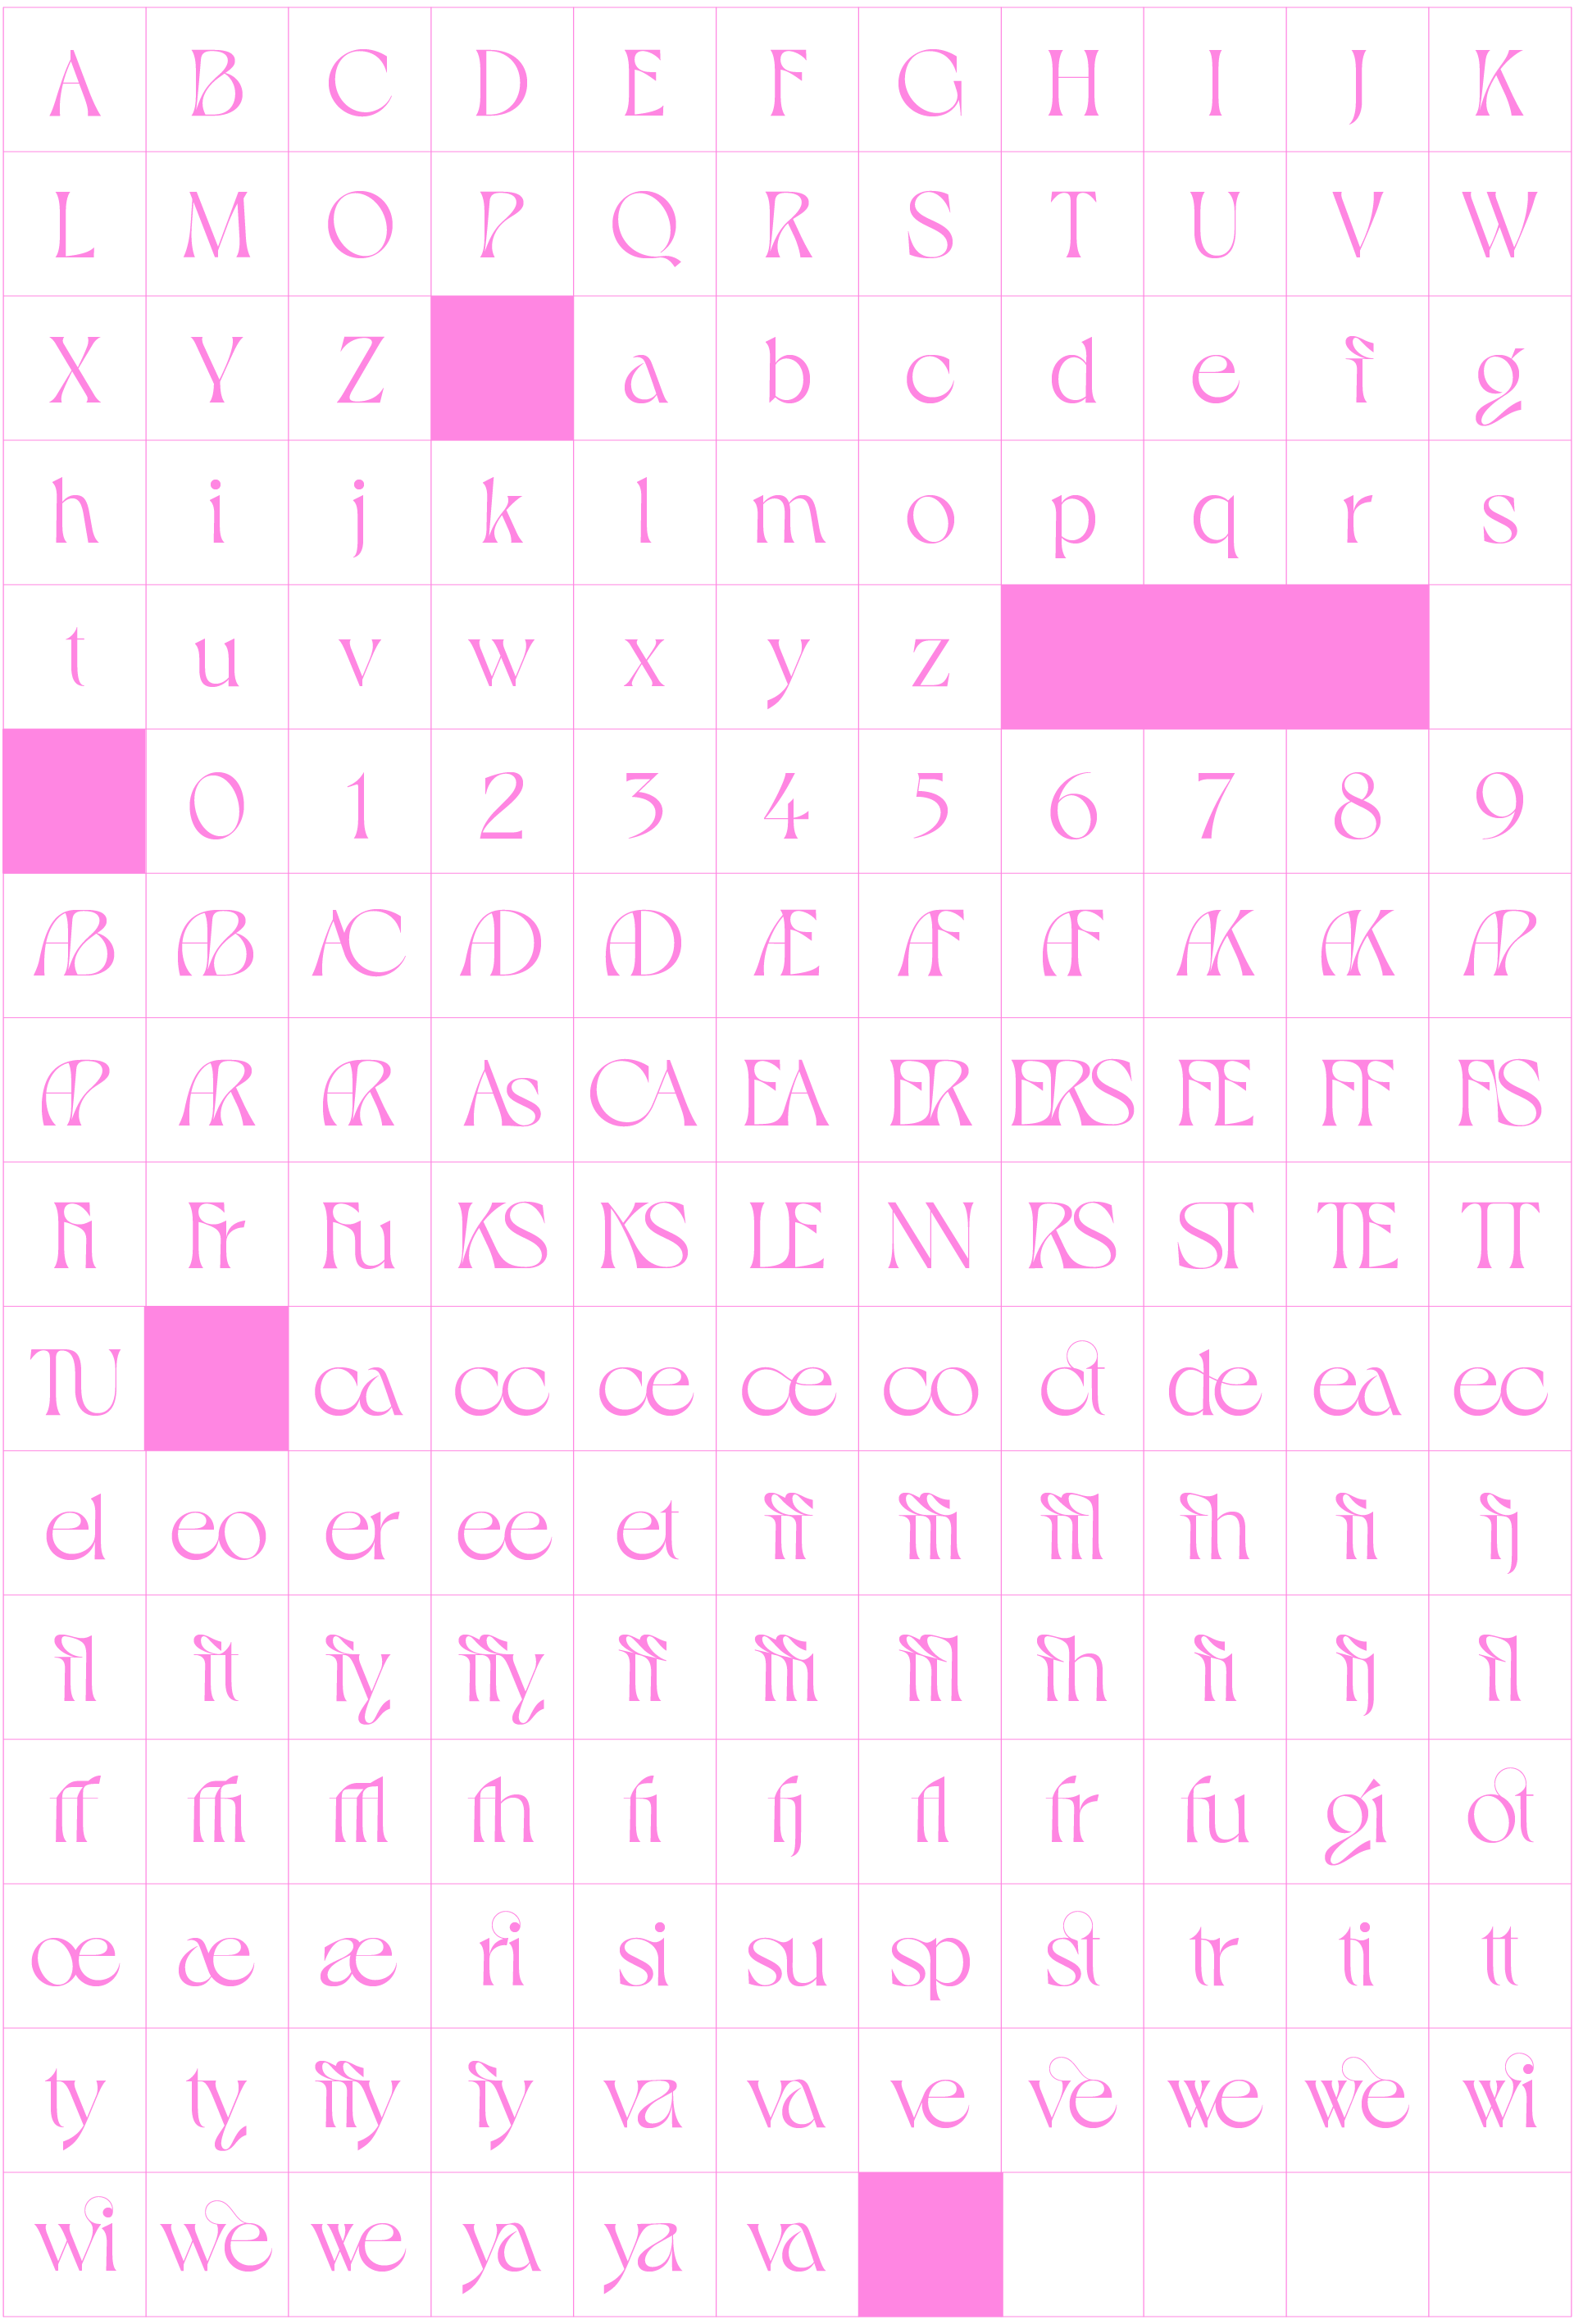 A B C D E F G H I J K
L M O P Q R S T U V W
X Y Z a b c d e f g
h i j k l m o p q r s
t u v w x y z
0 1 2 3 4 5 6 7 8 9
AB AB AC AD AD AE AF AF AK AK AP
AP AR AR AS CA EA ER ERS FE FF FS
Fi Fr Fu KS KS LE NN RS ST TE TT
TU ca cc ce œ co ct de ea ec
el eo er ee et ffi ffl fh fi fj
fl ft fy ffy ffi ffl fh fi fj fl
ff ffi ffl fh fi fj fl fr fu gi ot
œ æ æ ri si su sp st tr ti tt
ty ty ffy fy va va ve ve we we wi
wi we we ya ya va